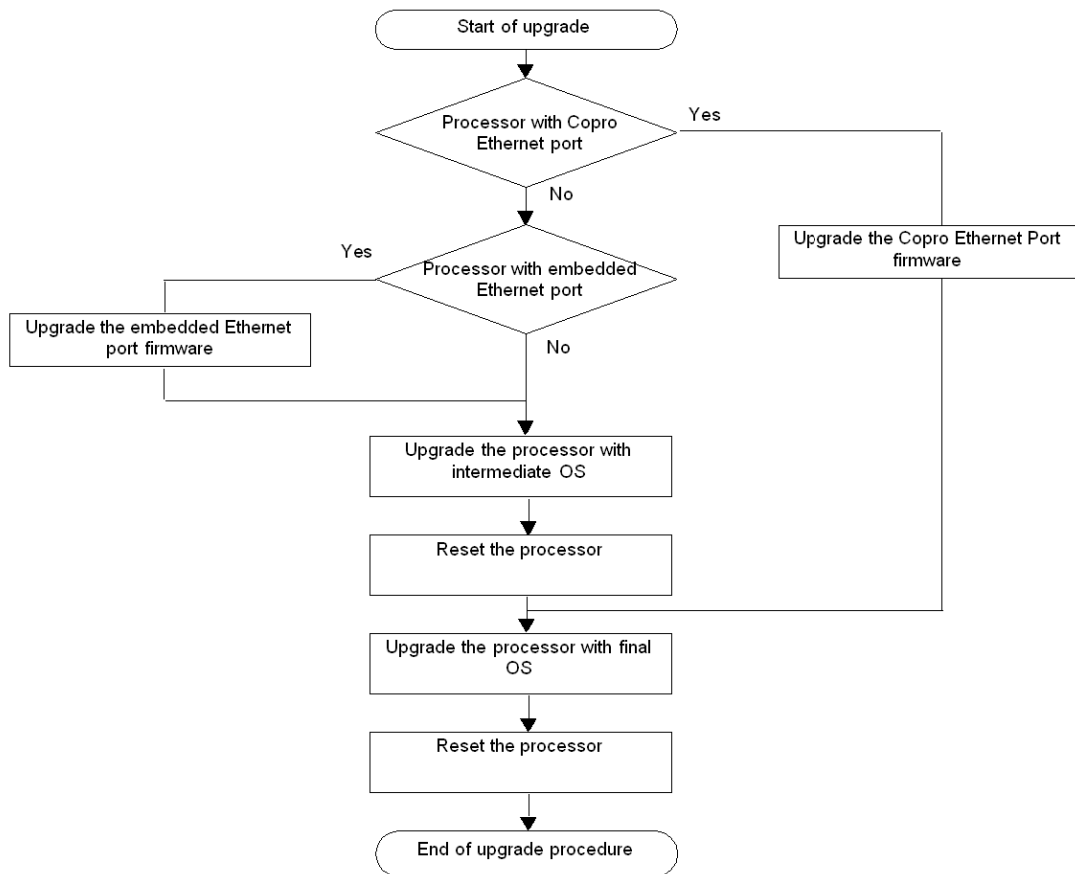 Start of upgrade
Processor with Copro
Ethernet port
Yes
No
Upgrade the Copro Ethernet Port
firmware
Yes
Processor with embedded
Ethernet port
Upgrade the embedded Ethernet
port firmware
No
Upgrade the processor with
intermediate OS
Reset the processor
Upgrade the processor with final
OS
Reset the processor
End of upgrade procedure